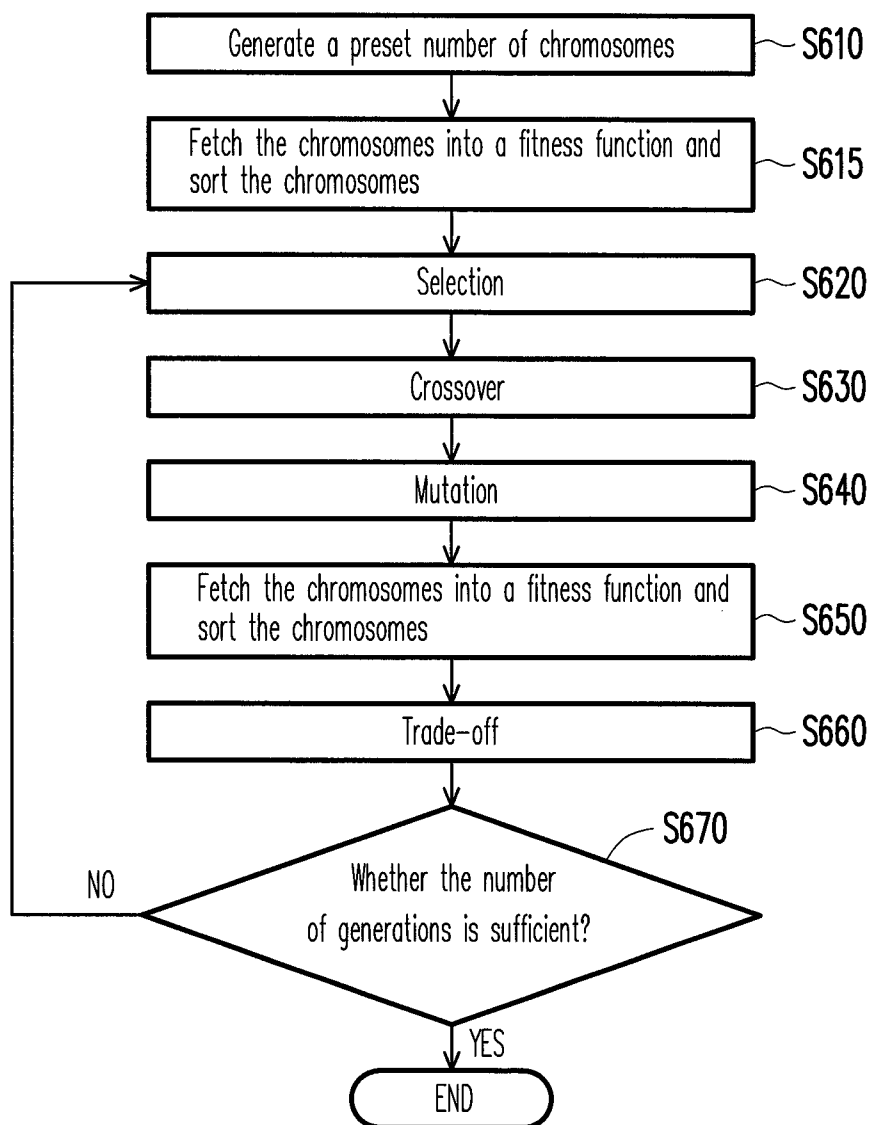 Generate a preset number of chromosomes
S610
Fetch the chromosomes into a fitness function and
sort the chromosomes
S615
Selection
S620
Crossover
S630
Mutation
S640
Fetch the chromosomes into a fitness function and
sort the chromosomes
S650
Trade-off
S660
S670
Whether the number
of generations is sufficient?
NO
YES
END